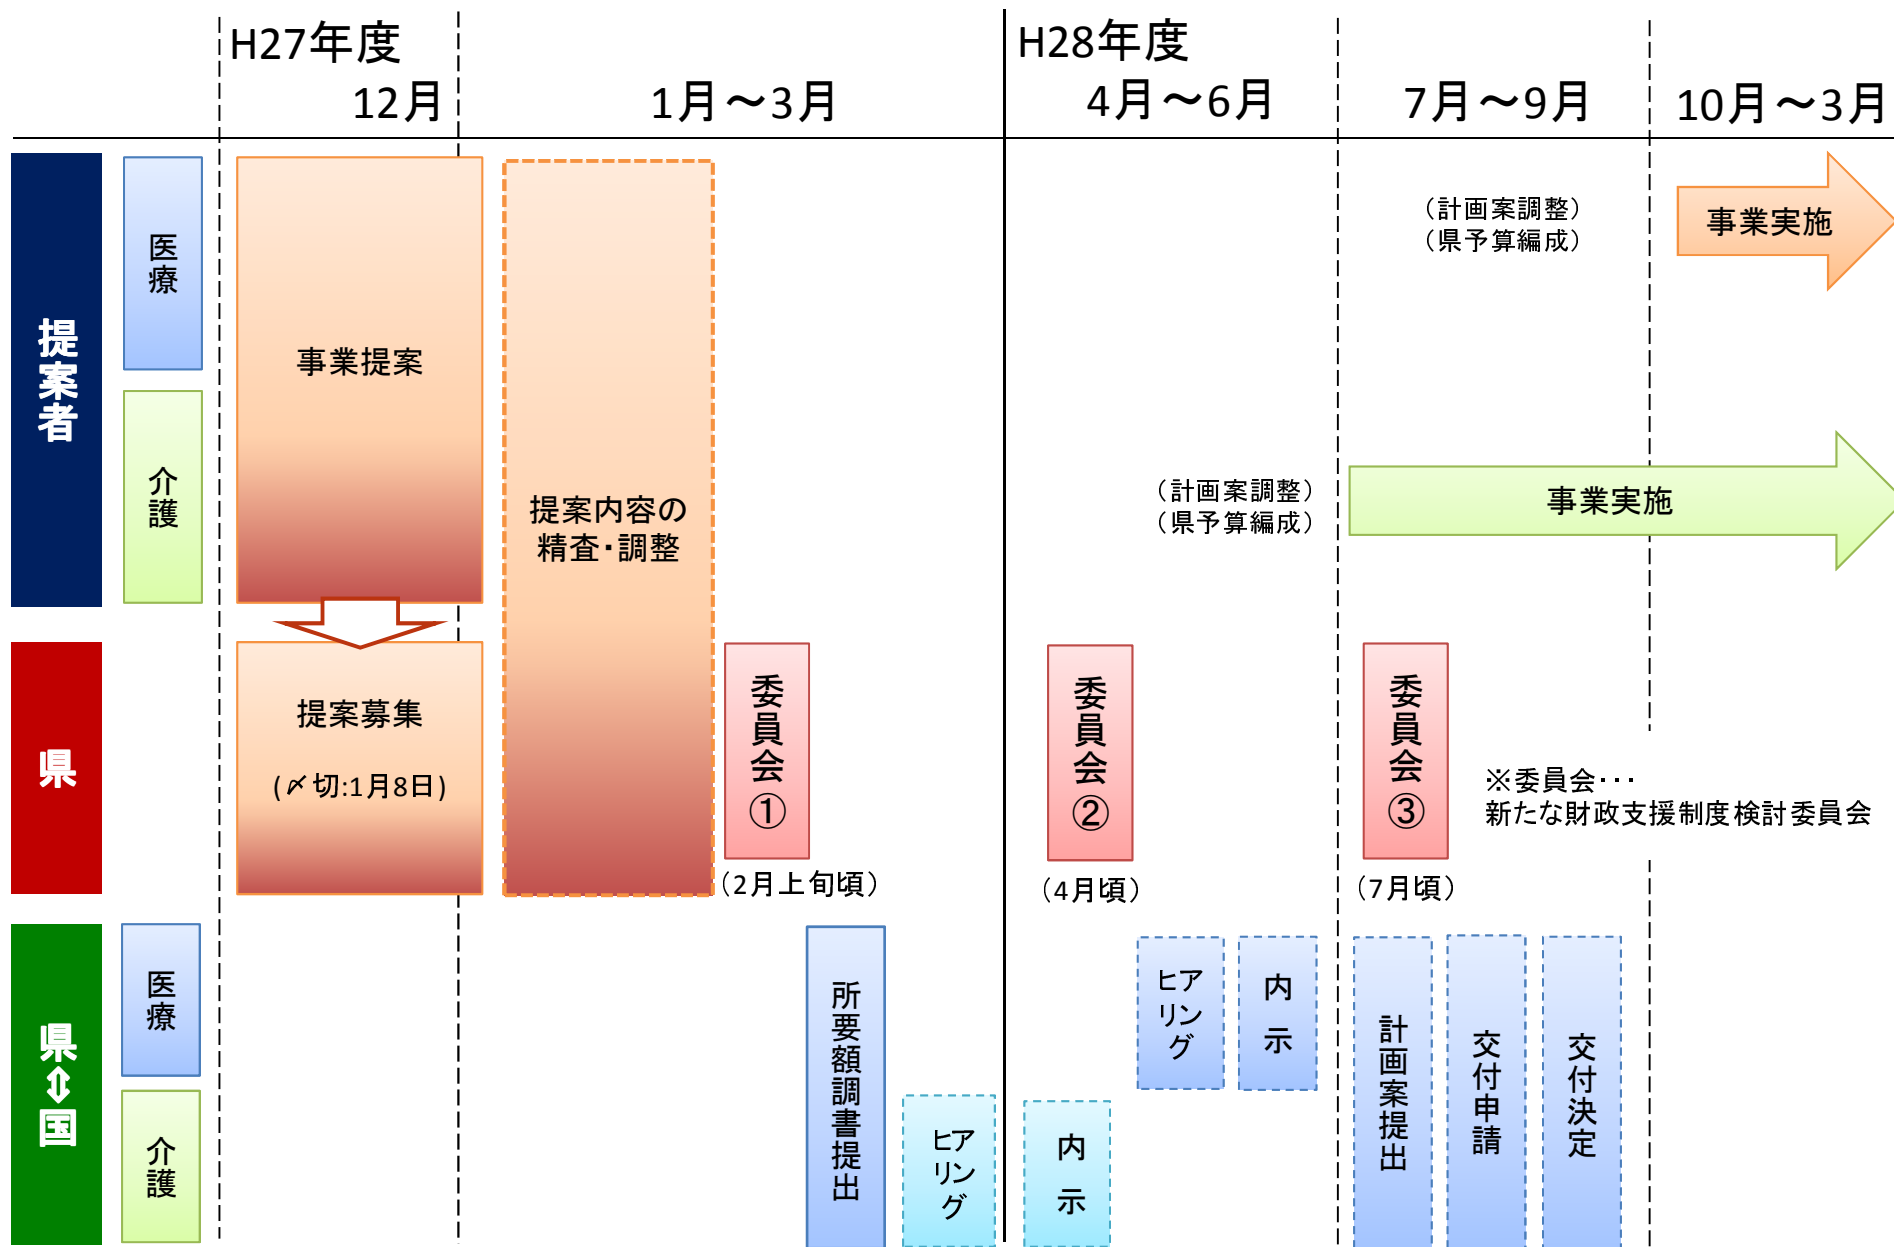 H27年度
H28年度
12月
1月～3月
4月～6月
7月～9月
10月～3月
提案者
医療
介護
事業提案
提案内容の
精査・調整
（計画案調整）
（県予算編成）
事業実施
（計画案調整）
（県予算編成）
事業実施
県
提案募集
(〆切:1月8日)
委員会①
（2月上旬頃）
委員会②
（4月頃）
委員会③
（7月頃）
※委員会・・・
新たな財政支援制度検討委員会
県⇕国
医療
介護
所要額調書提出
ヒア
リン
グ
内示
ヒア
リン
グ
内示
計画案提出
交付申請
交付決定